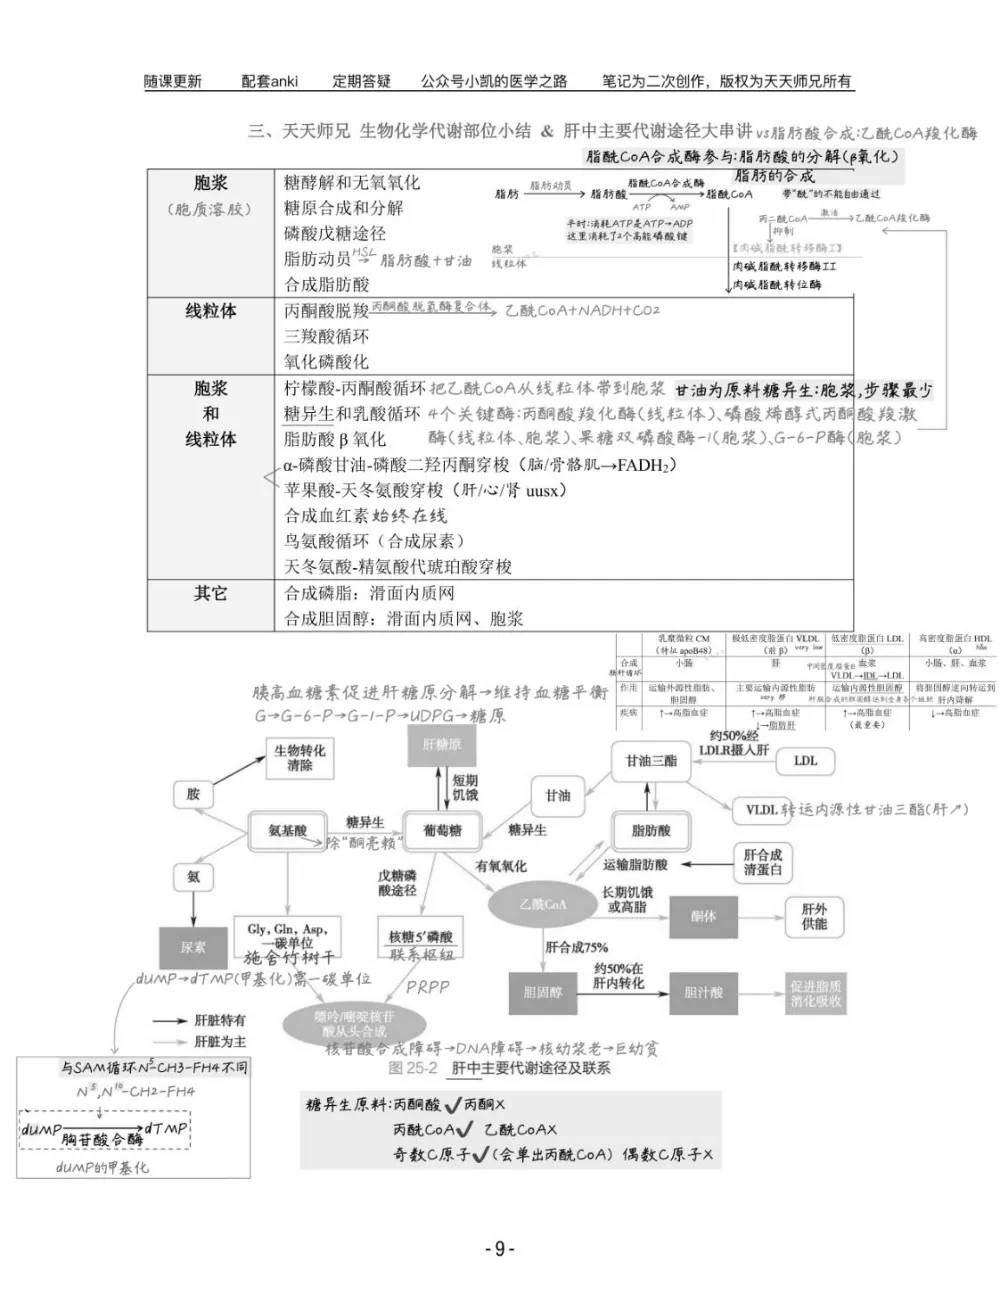 随课更新 配套anki 定期答疑 公众号小凯的医学之路 笔记为二次创作，版权为天天师兄所有
三、天天师兄 生物化学代谢部位小结 & 肝中主要代谢途径大串讲 vs脂肪酸合成:乙酰CoA羧化酶
脂酰CoA合成酶参与:脂肪酸的分解(β氧化)
脂肪的合成
胞浆
(胞质溶胶)
糖酵解和无氧氧化
糖原合成和分解
磷酸戊糖途径
脂肪动员 HSL→ 脂肪酸+甘油
合成脂肪酸
脂肪 脂肪动员→ 脂肪酸 脂酰CoA合成酶→ 脂酰CoA
ATP AMP
带"酰"的不能自由通过
平时:消耗ATP是ATP→ADP
这里消耗了2个高能磷酸键
丙二酰CoA 激活→乙酰CoA羧化酶
抑制
胞浆
线粒体
【肉碱脂酰转移酶I】
肉碱脂酰转移酶II
肉碱脂酰转位酶
线粒体
丙酮酸脱羧 丙酮酸脱氢酶复合体→ 乙酰CoA+NADH+CO2
三羧酸循环
氧化磷酸化
胞浆
和
线粒体
柠檬酸-丙酮酸循环 把乙酰CoA从线粒体带到胞浆 甘油为原料糖异生:胞浆,步骤最少
糖异生和乳酸循环 4个关键酶:丙酮酸羧化酶(线粒体)、磷酸烯醇式丙酮酸羧激
脂肪酸 β 氧化 酶(线粒体、胞浆)、果糖双磷酸酶-1(胞浆)、G-6-P酶(胞浆)
α-磷酸甘油-磷酸二羟丙酮穿梭（脑/骨骼肌→FADH₂）
苹果酸-天冬氨酸穿梭（肝/心/肾 uusx）
合成血红素 始终在线
鸟氨酸循环（合成尿素）
天冬氨酸-精氨酸代琥珀酸穿梭
其它
合成磷脂：滑面内质网
合成胆固醇：滑面内质网、胞浆
乳糜微粒 CM 极低密度脂蛋白 VLDL 低密度脂蛋白 LDL 高密度脂蛋白 HDL
（特征 apoB48） （前 β） very low （β） （α）
合成 小肠 肝 中间密度脂蛋白 血浆 小肠、肝、血浆
VLDL→IDL→LDL
作用 运输外源性脂肪、 主要运输内源性脂肪 运输内源性胆固醇 将胆固醇逆向转运到
胆固醇 肝内降解
疾病 ↑→高脂血症 ↑→高脂血症 ↑→高脂血症 ↓→高脂血症
↓→脂肪肝 （最重要）
胰高血糖素促进肝糖原分解→维持血糖平衡
G→G-6-P→G-1-P→UDPG→糖原
生物转化
清除
肝糖原
短期
饥饿
甘油三酯
约50%经
LDLR摄入肝
LDL
胺
甘油
VLDL 转运内源性甘油三酯(肝↗)
氨基酸
糖异生
除"酮亮赖"
葡萄糖
糖异生
脂肪酸
氨
戊糖磷
酸途径
有氧氧化
运输脂肪酸
肝合成
清蛋白
乙酰CoA
长期饥饿
或高脂
酮体
肝外
供能
尿素
Gly, Gln, Asp,
一碳单位
施舍竹树干
核糖5′磷酸
联系枢纽
肝合成75%
dUMP→dTMP(甲基化)需一碳单位
PRPP
胆固醇
约50%在
肝内转化
胆汁酸
促进脂质
消化吸收
嘌呤/嘧啶核苷
酸从头合成
肝脏特有
肝脏为主
核苷酸合成障碍→DNA障碍→核幼浆老→巨幼贫
图 25-2 肝中主要代谢途径及联系
与SAM循环N⁵-CH3-FH4不同
N⁵,N¹⁰-CH2-FH4
dUMP→dTMP
胸苷酸合酶
dUMP的甲基化
糖异生原料:丙酮酸✓丙酮X
丙酰CoA✓ 乙酰CoAX
奇数C原子✓(会单出丙酰CoA) 偶数C原子X
- 9 -